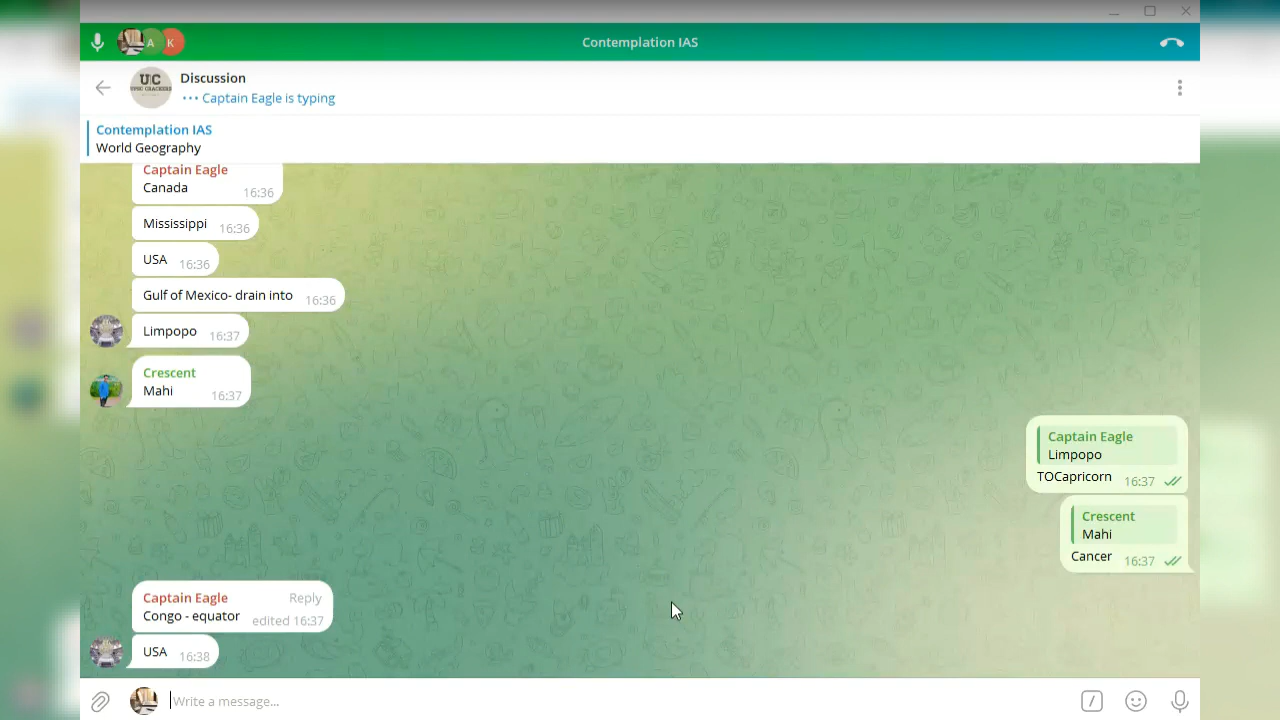 A K
Contemplation IAS
UC
UPSC CRACKERS
Discussion
Captain Eagle is typing
Contemplation IAS
World Geography
Captain Eagle
Canada 16:36
Mississippi 16:36
USA 16:36
Gulf of Mexico- drain into 16:36
Limpopo 16:37
Crescent
Mahi 16:37
Captain Eagle
Limpopo
TOCapricorn 16:37
Crescent
Mahi
Cancer 16:37
Captain Eagle Reply
Congo - equator edited 16:37
USA 16:38
Write a message...